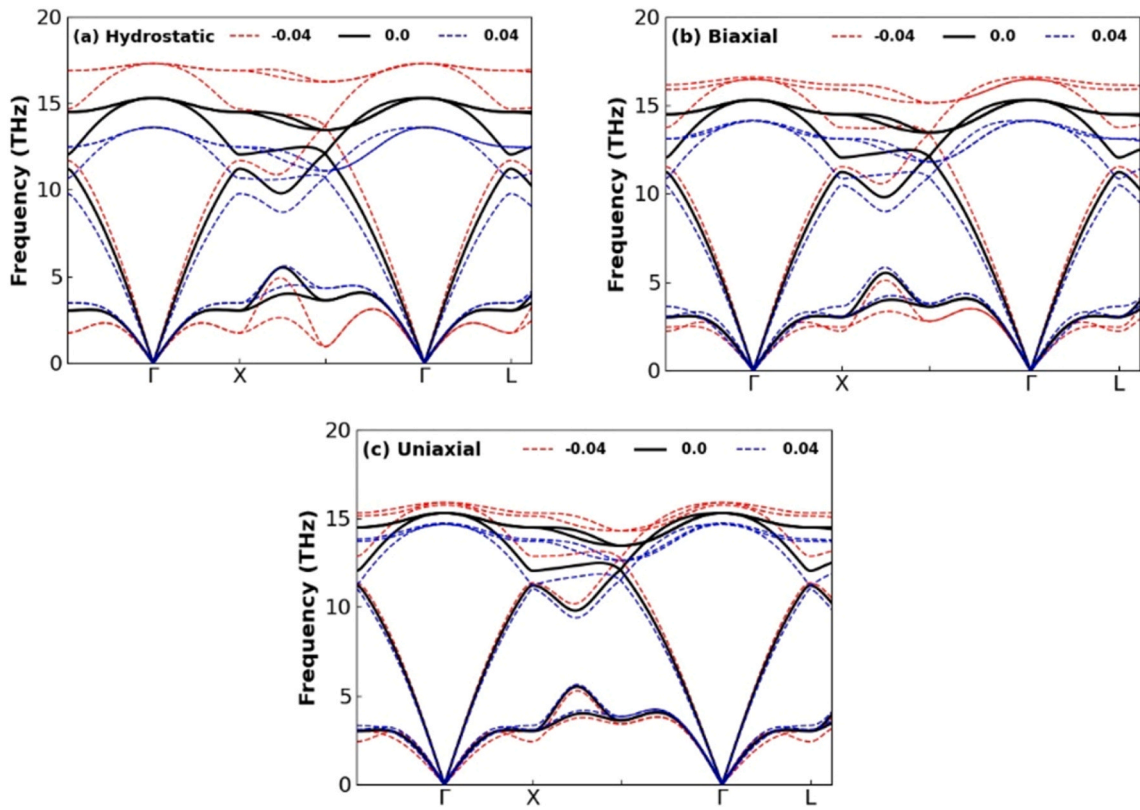 (a) Hydrostatic -0.04 0.0 0.04
20
15
10
5
0
Frequency (THz)
Γ X Γ L
(b) Biaxial -0.04 0.0 0.04
20
15
10
5
0
Frequency (THz)
Γ X Γ L
(c) Uniaxial -0.04 0.0 0.04
20
15
10
5
0
Frequency (THz)
Γ X Γ L